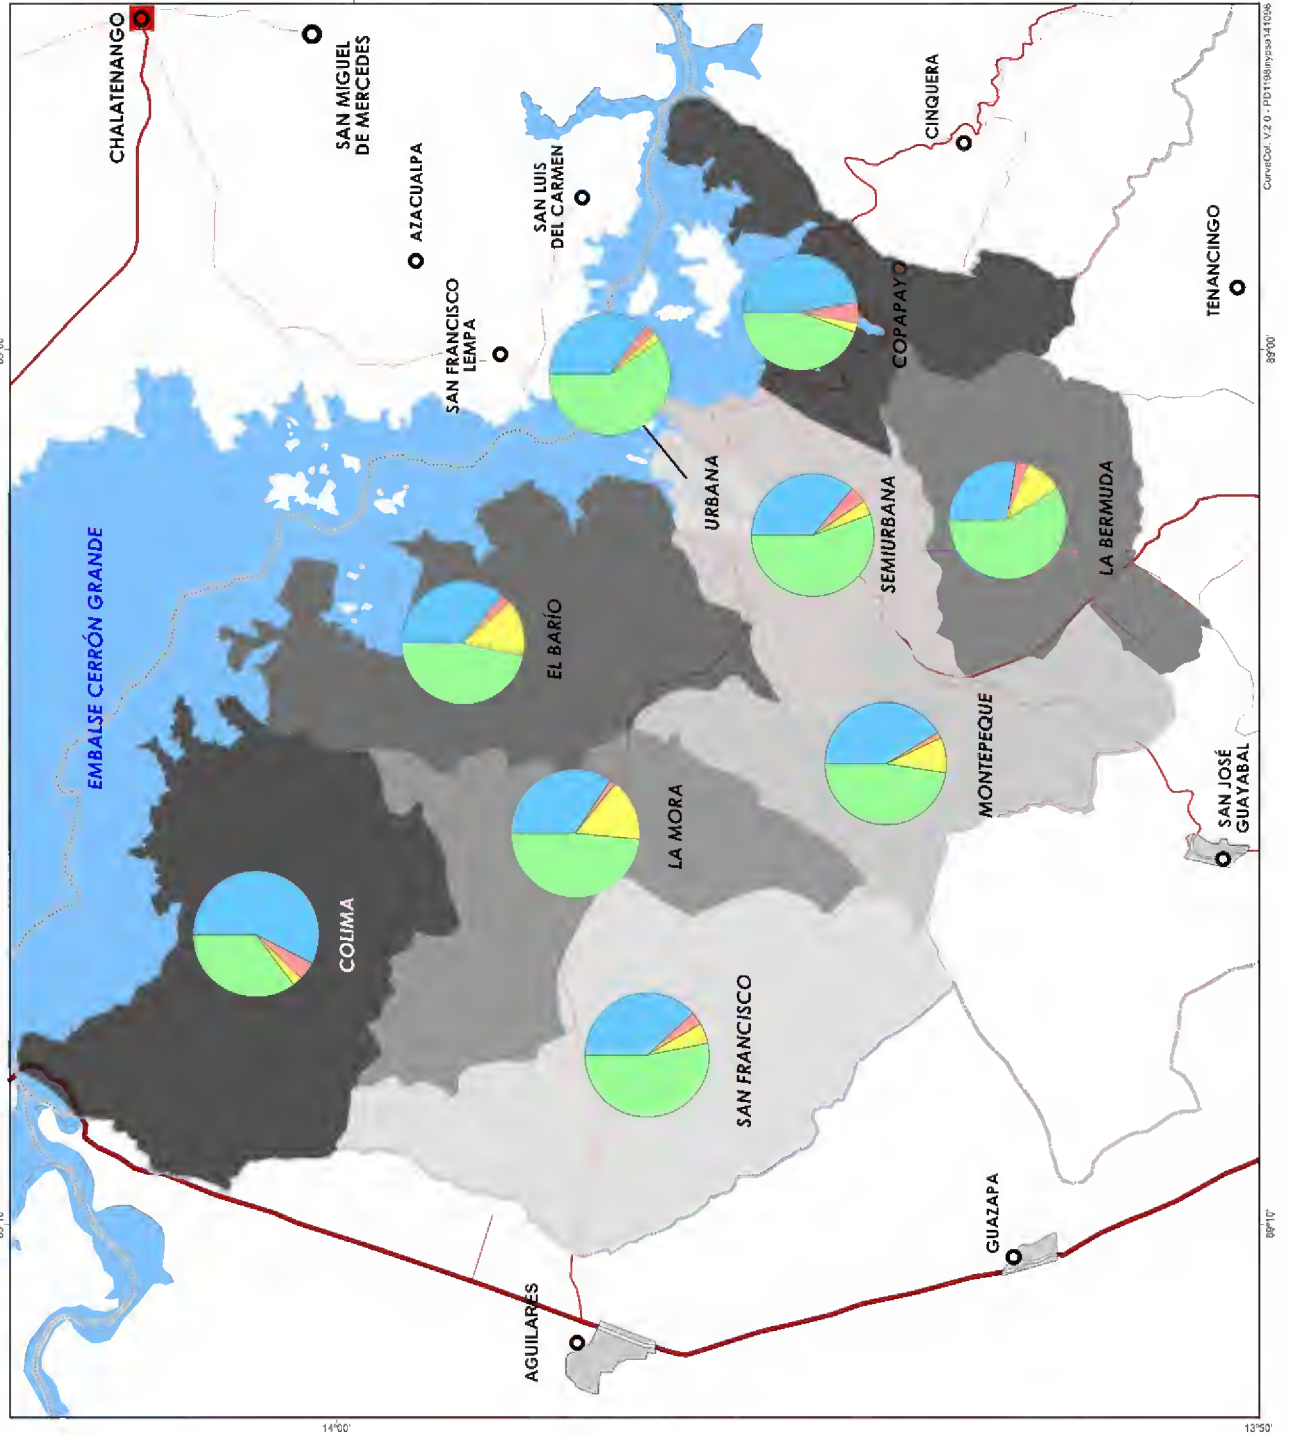 CHALATENANGO
SAN MIGUEL
DE MERCEDES
AZACUALPA
SAN LUIS
DEL CARMEN
SAN FRANCISCO
LEMPA
CINQUERA
TENANCINGO
COPAPAYO
EMBALSE CERRÓN GRANDE
URBANA
SEMIURBANA
LA BERMUDA
EL BARÍO
MONTEPEQUE
LA MORA
SAN JOSÉ
GUAYABAL
COLIMA
SAN FRANCISCO
GUAZAPA
AGUILARES
89°00'
89°10'
14°00'
13°50'